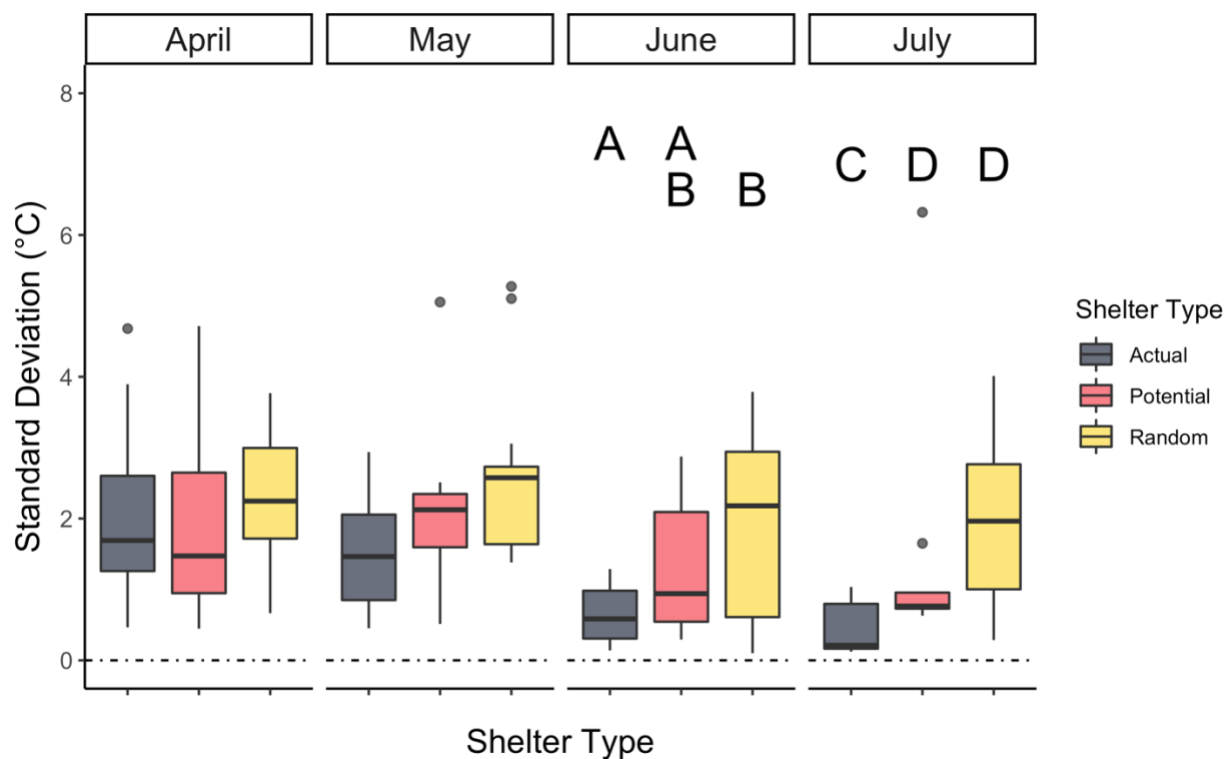 April May June July
8
A A C D D
B B
6
4
2
0
Standard Deviation (°C)
Shelter Type
Shelter Type
Actual
Potential
Random